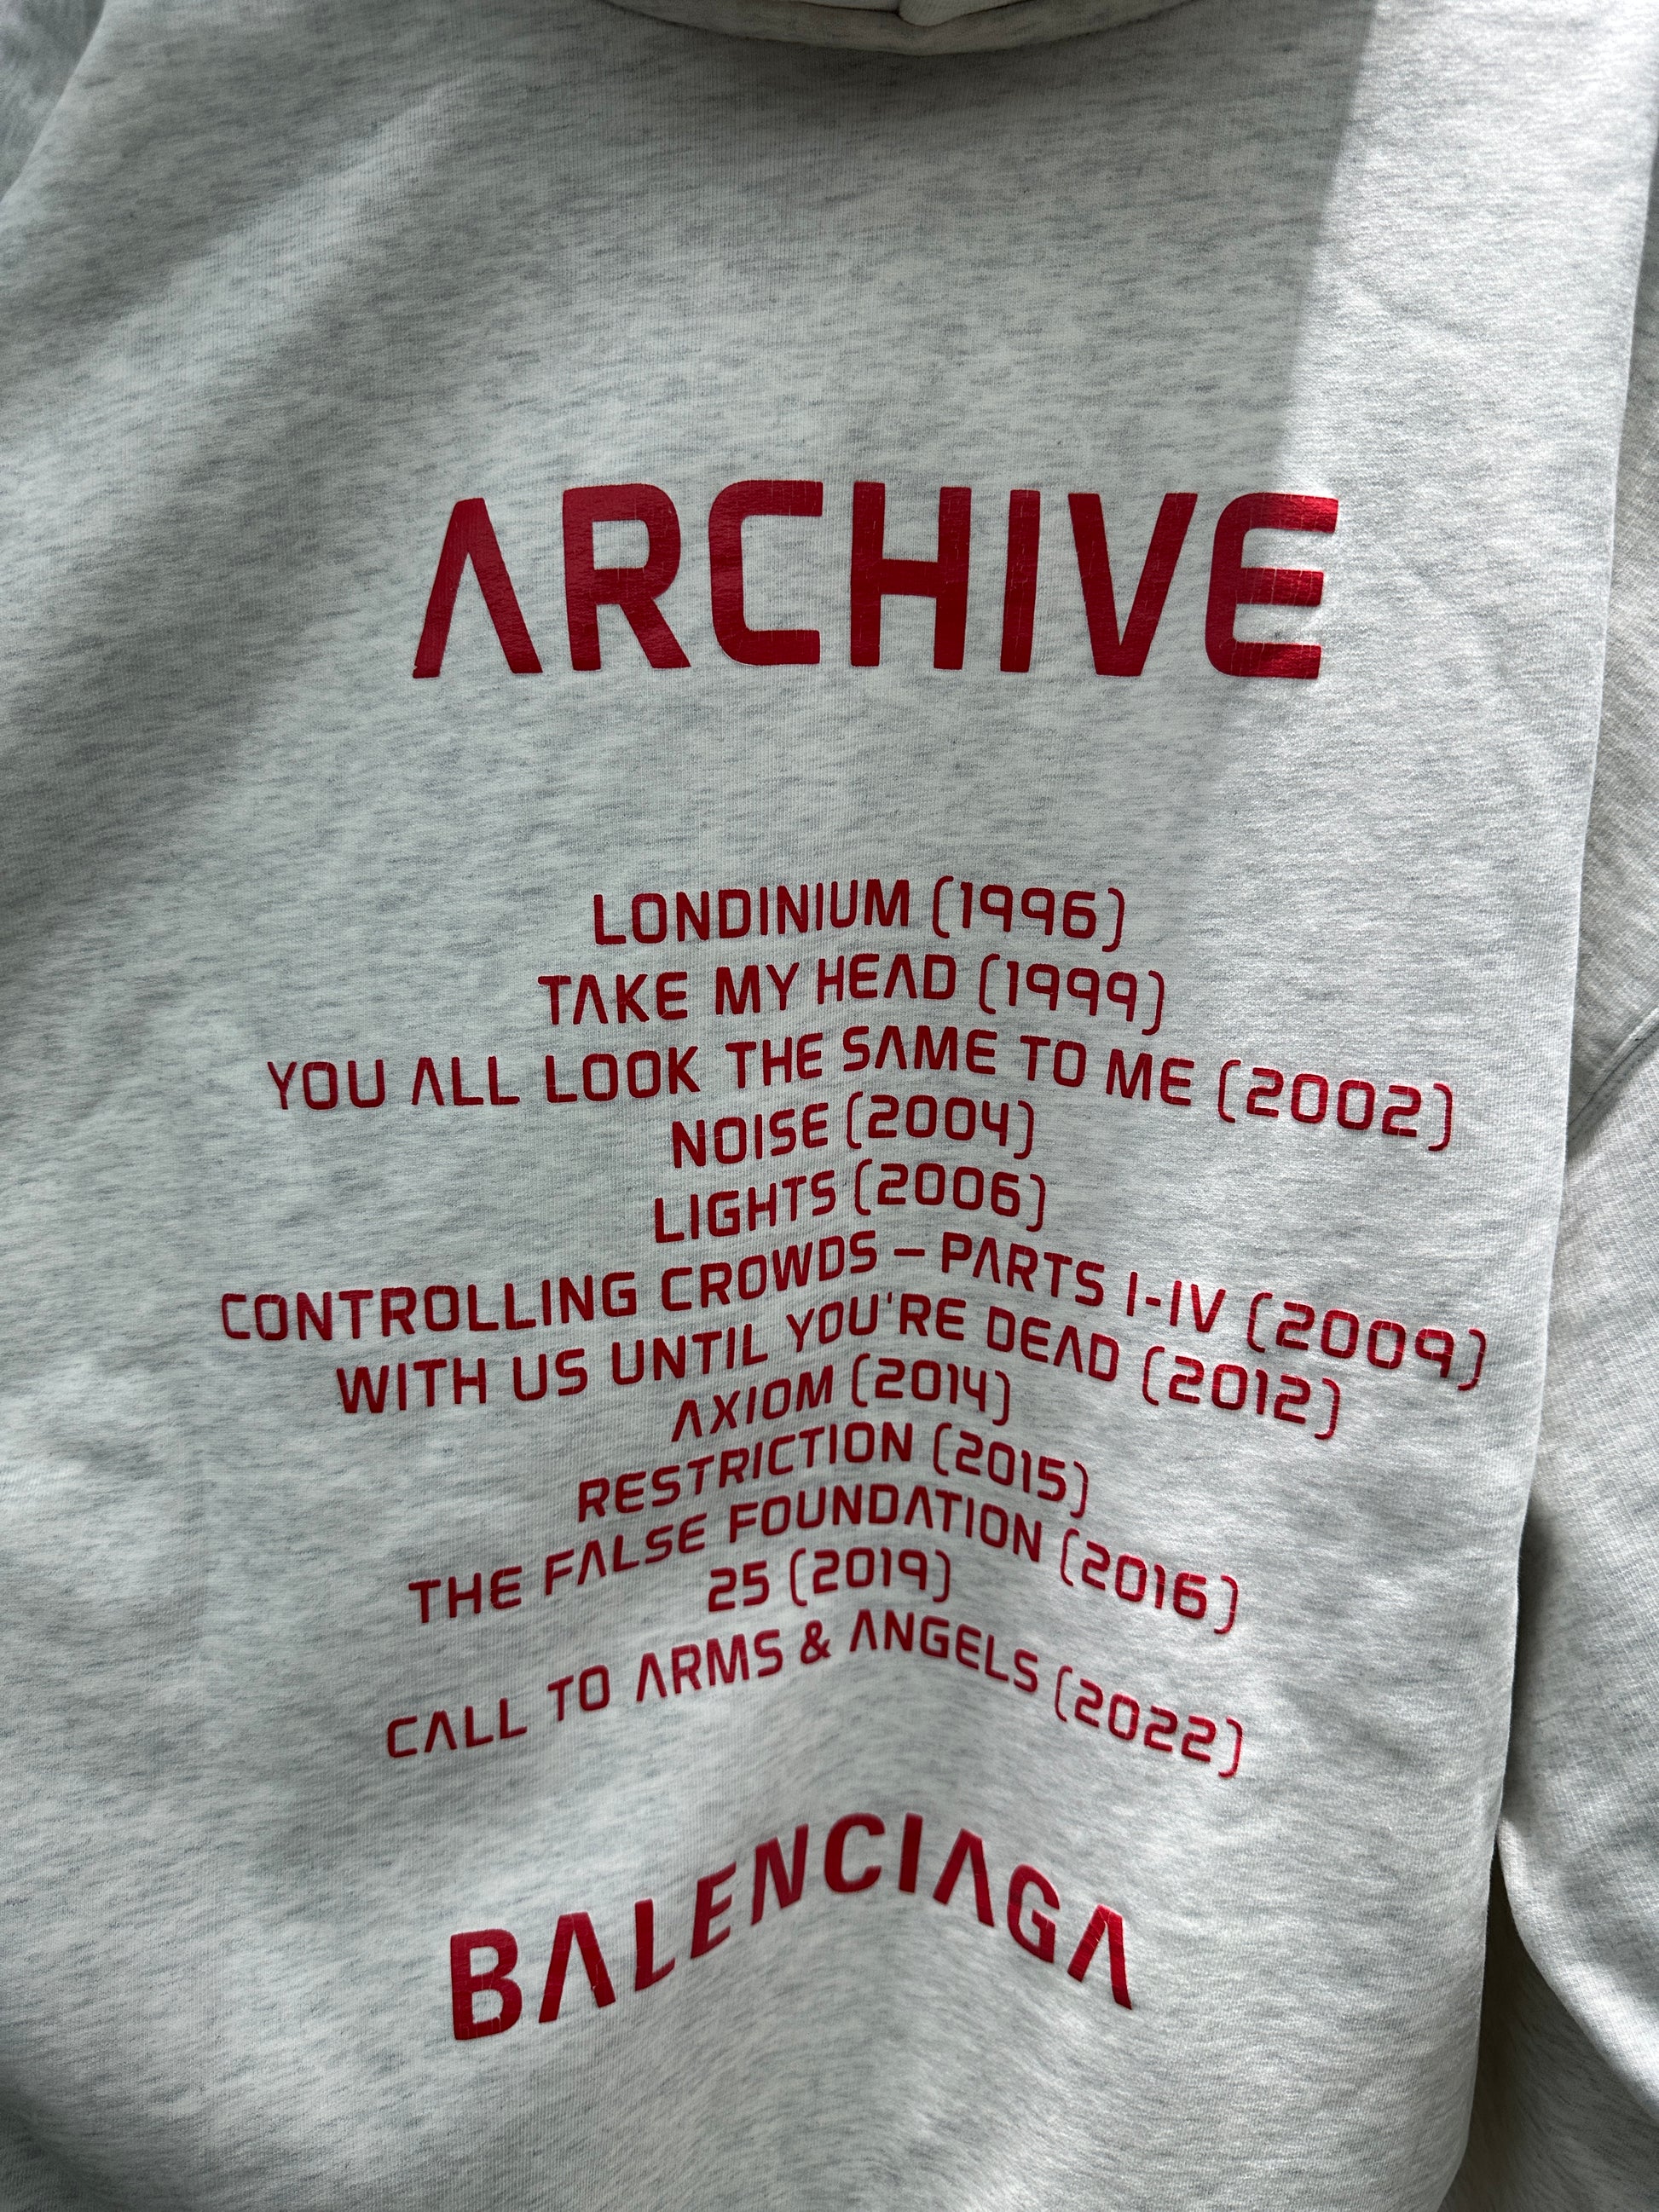 ARCHIVE
LONDINIUM (1996)
TAKE MY HEAD (1999)
YOU ALL LOOK THE SAME TO ME (2002)
NOISE (2004)
LIGHTS (2006)
CONTROLLING CROWDS – PARTS I-IV (2009)
WITH US UNTIL YOU'RE DEAD (2012)
AXIOM (2014)
RESTRICTION (2015)
THE FALSE FOUNDATION (2016)
25 (2019)
CALL TO ARMS & ANGELS (2022)
BALENCIAGA